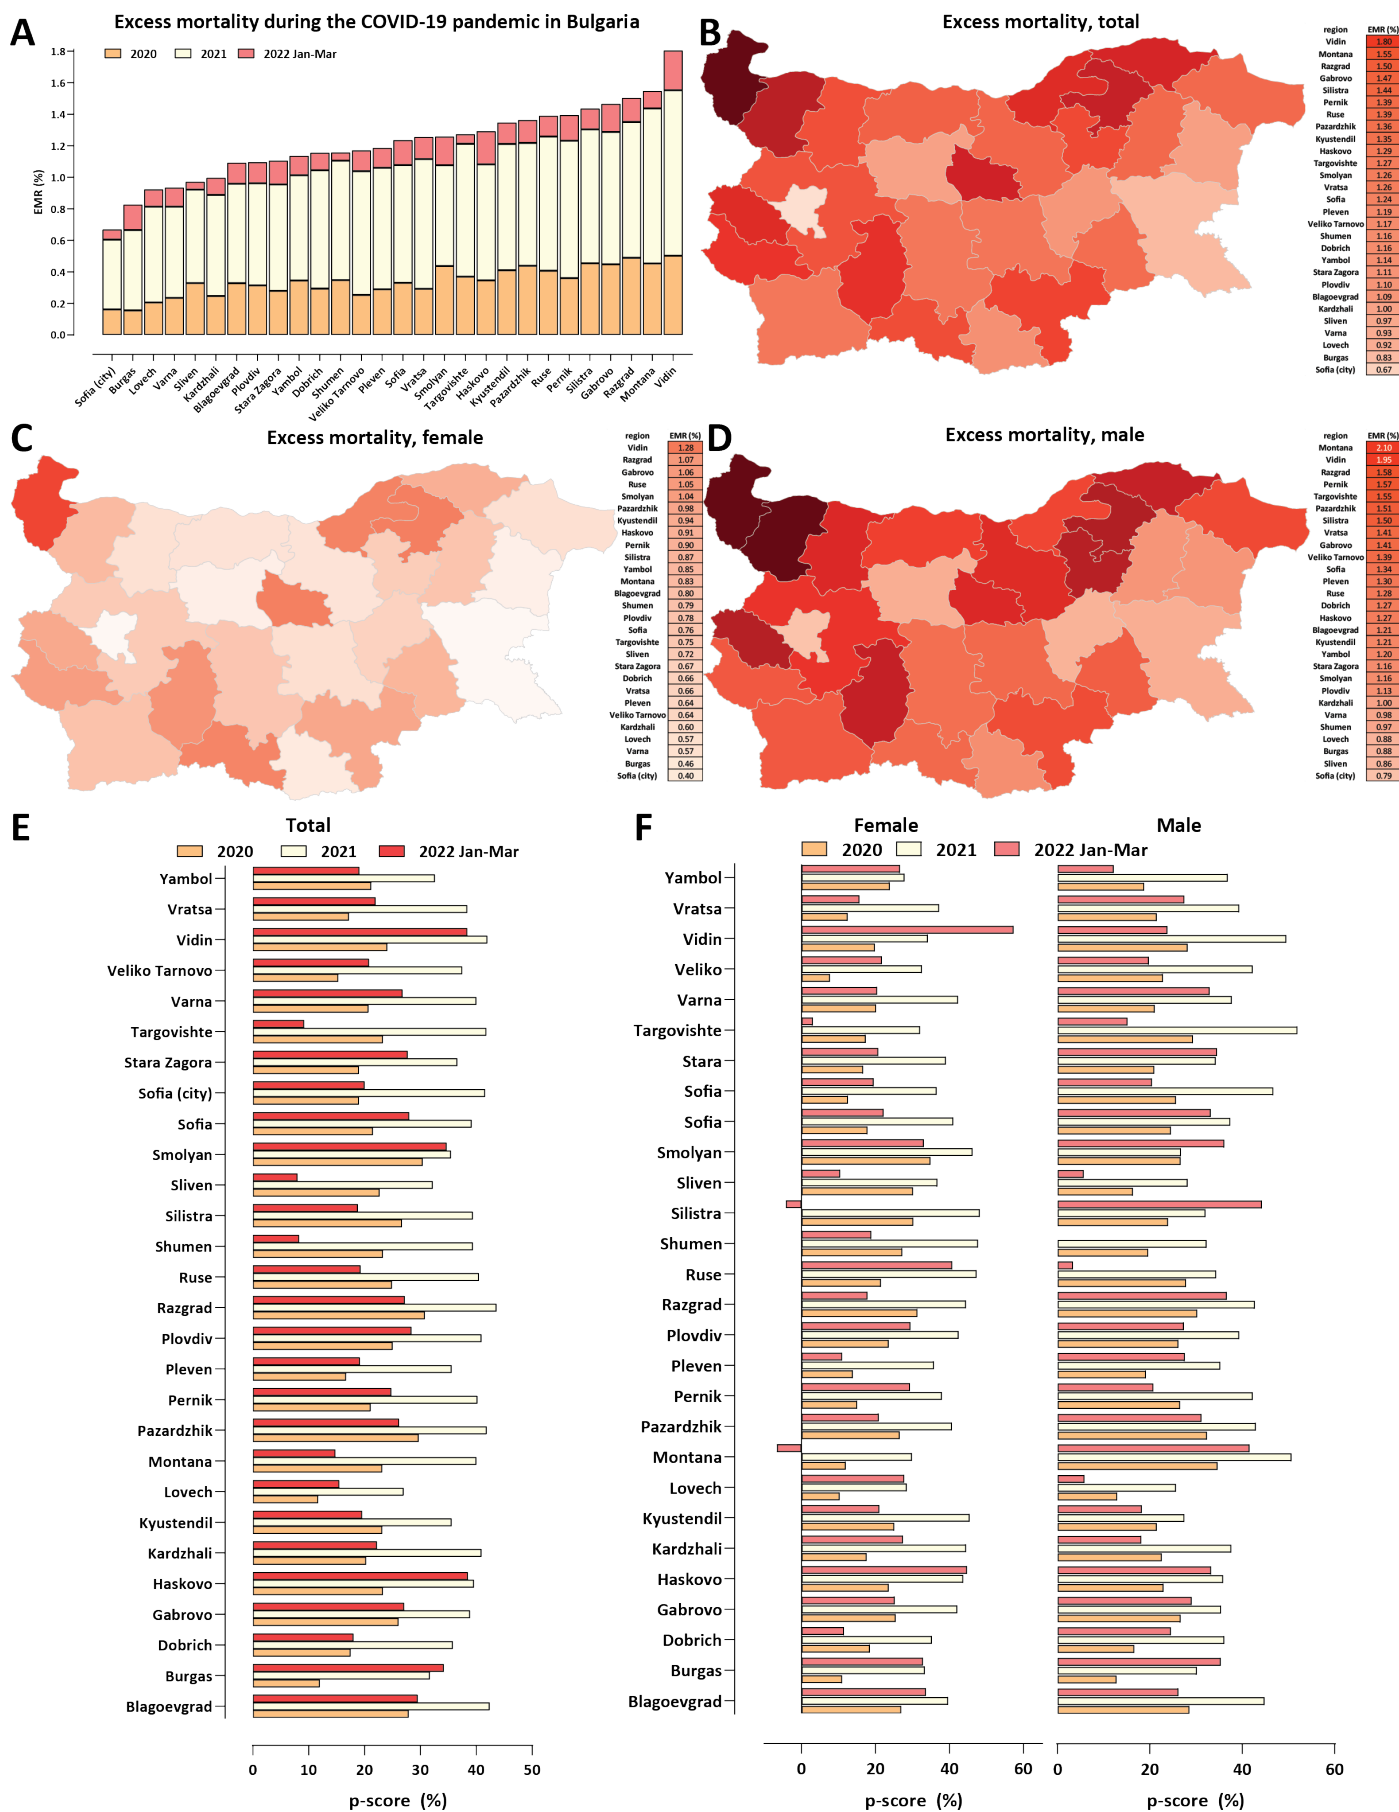 A
Excess mortality during the COVID-19 pandemic in Bulgaria
2020 2021 2022 Jan-Mar
EMR (%)
1.8
1.6
1.4
1.2
1.0
0.8
0.6
0.4
0.2
0.0
Sofia (city)
Burgas
Lovech
Varna
Sliven
Kardzhali
Blagoevgrad
Plovdiv
Stara Zagora
Yambol
Dobrich
Shumen
Veliko Tarnovo
Pleven
Sofia
Vratsa
Smolyan
Targovishte
Haskovo
Kyustendil
Pazardzhik
Ruse
Pernik
Silistra
Gabrovo
Razgrad
Montana
Vidin
B
Excess mortality, total
region EMR (%)
Vidin 1.80
Montana 1.55
Razgrad 1.50
Gabrovo 1.47
Silistra 1.44
Pernik 1.39
Ruse 1.39
Pazardzhik 1.36
Kyustendil 1.35
Haskovo 1.29
Targovishte 1.27
Smolyan 1.26
Vratsa 1.26
Sofia 1.24
Pleven 1.19
Veliko Tarnovo 1.17
Shumen 1.16
Dobrich 1.16
Yambol 1.14
Stara Zagora 1.11
Plovdiv 1.10
Blagoevgrad 1.09
Kardzhali 1.00
Sliven 0.97
Varna 0.93
Lovech 0.92
Burgas 0.83
Sofia (city) 0.67
C
Excess mortality, female
region EMR (%)
Vidin 1.28
Razgrad 1.07
Gabrovo 1.06
Ruse 1.05
Smolyan 1.04
Pazardzhik 0.98
Kyustendil 0.94
Haskovo 0.91
Pernik 0.90
Silistra 0.87
Yambol 0.85
Montana 0.83
Blagoevgrad 0.80
Shumen 0.79
Plovdiv 0.78
Sofia 0.76
Targovishte 0.75
Sliven 0.72
Stara Zagora 0.67
Dobrich 0.66
Vratsa 0.66
Pleven 0.64
Veliko Tarnovo 0.64
Kardzhali 0.60
Lovech 0.57
Varna 0.57
Burgas 0.46
Sofia (city) 0.40
D
Excess mortality, male
region EMR (%)
Montana 2.10
Vidin 1.95
Razgrad 1.58
Pernik 1.57
Targovishte 1.55
Pazardzhik 1.51
Silistra 1.50
Vratsa 1.41
Gabrovo 1.41
Veliko Tarnovo 1.39
Sofia 1.34
Pleven 1.30
Ruse 1.28
Dobrich 1.27
Haskovo 1.27
Blagoevgrad 1.21
Kyustendil 1.21
Yambol 1.20
Stara Zagora 1.16
Smolyan 1.16
Plovdiv 1.13
Kardzhali 1.00
Varna 0.98
Shumen 0.97
Lovech 0.88
Burgas 0.88
Sliven 0.86
Sofia (city) 0.79
E
Total
2020 2021 2022 Jan-Mar
Yambol
Vratsa
Vidin
Veliko Tarnovo
Varna
Targovishte
Stara Zagora
Sofia (city)
Sofia
Smolyan
Sliven
Silistra
Shumen
Ruse
Razgrad
Plovdiv
Pleven
Pernik
Pazardzhik
Montana
Lovech
Kyustendil
Kardzhali
Haskovo
Gabrovo
Dobrich
Burgas
Blagoevgrad
0 10 20 30 40 50
p-score (%)
F
Female Male
2020 2021 2022 Jan-Mar
Yambol
Vratsa
Vidin
Veliko
Varna
Targovishte
Stara
Sofia
Sofia
Smolyan
Sliven
Silistra
Shumen
Ruse
Razgrad
Plovdiv
Pleven
Pernik
Pazardzhik
Montana
Lovech
Kyustendil
Kardzhali
Haskovo
Gabrovo
Dobrich
Burgas
Blagoevgrad
0 20 40 60 0 20 40 60
p-score (%) p-score (%)